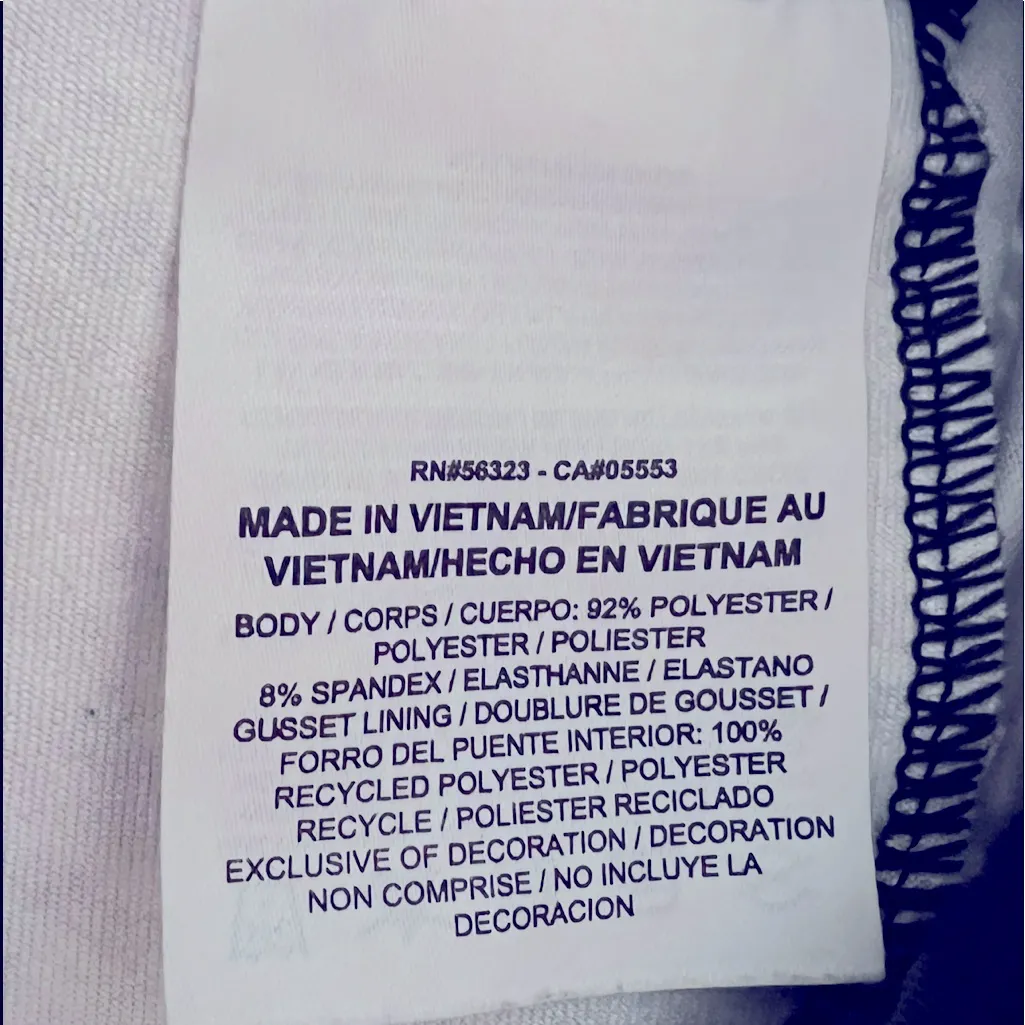 RN#56323 - CA#05553
MADE IN VIETNAM/FABRIQUE AU
VIETNAM/HECHO EN VIETNAM
BODY / CORPS / CUERPO: 92% POLYESTER /
POLYESTER / POLIESTER
8% SPANDEX / ELASTHANNE / ELASTANO
GUSSET LINING / DOUBLURE DE GOUSSET /
FORRO DEL PUENTE INTERIOR: 100%
RECYCLED POLYESTER / POLYESTER
RECYCLE / POLIESTER RECICLADO
EXCLUSIVE OF DECORATION / DECORATION
NON COMPRISE / NO INCLUYE LA
DECORACION